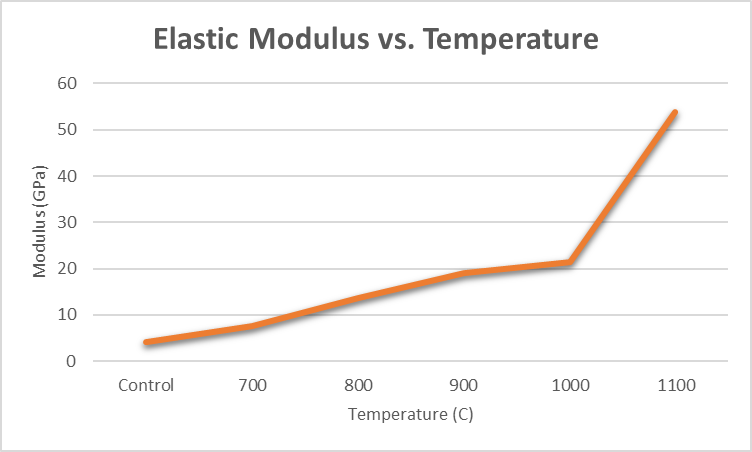 Elastic Modulus vs. Temperature
60
50
40
30
20
10
0
Modulus (GPa)
Control 700 800 900 1000 1100
Temperature (C)